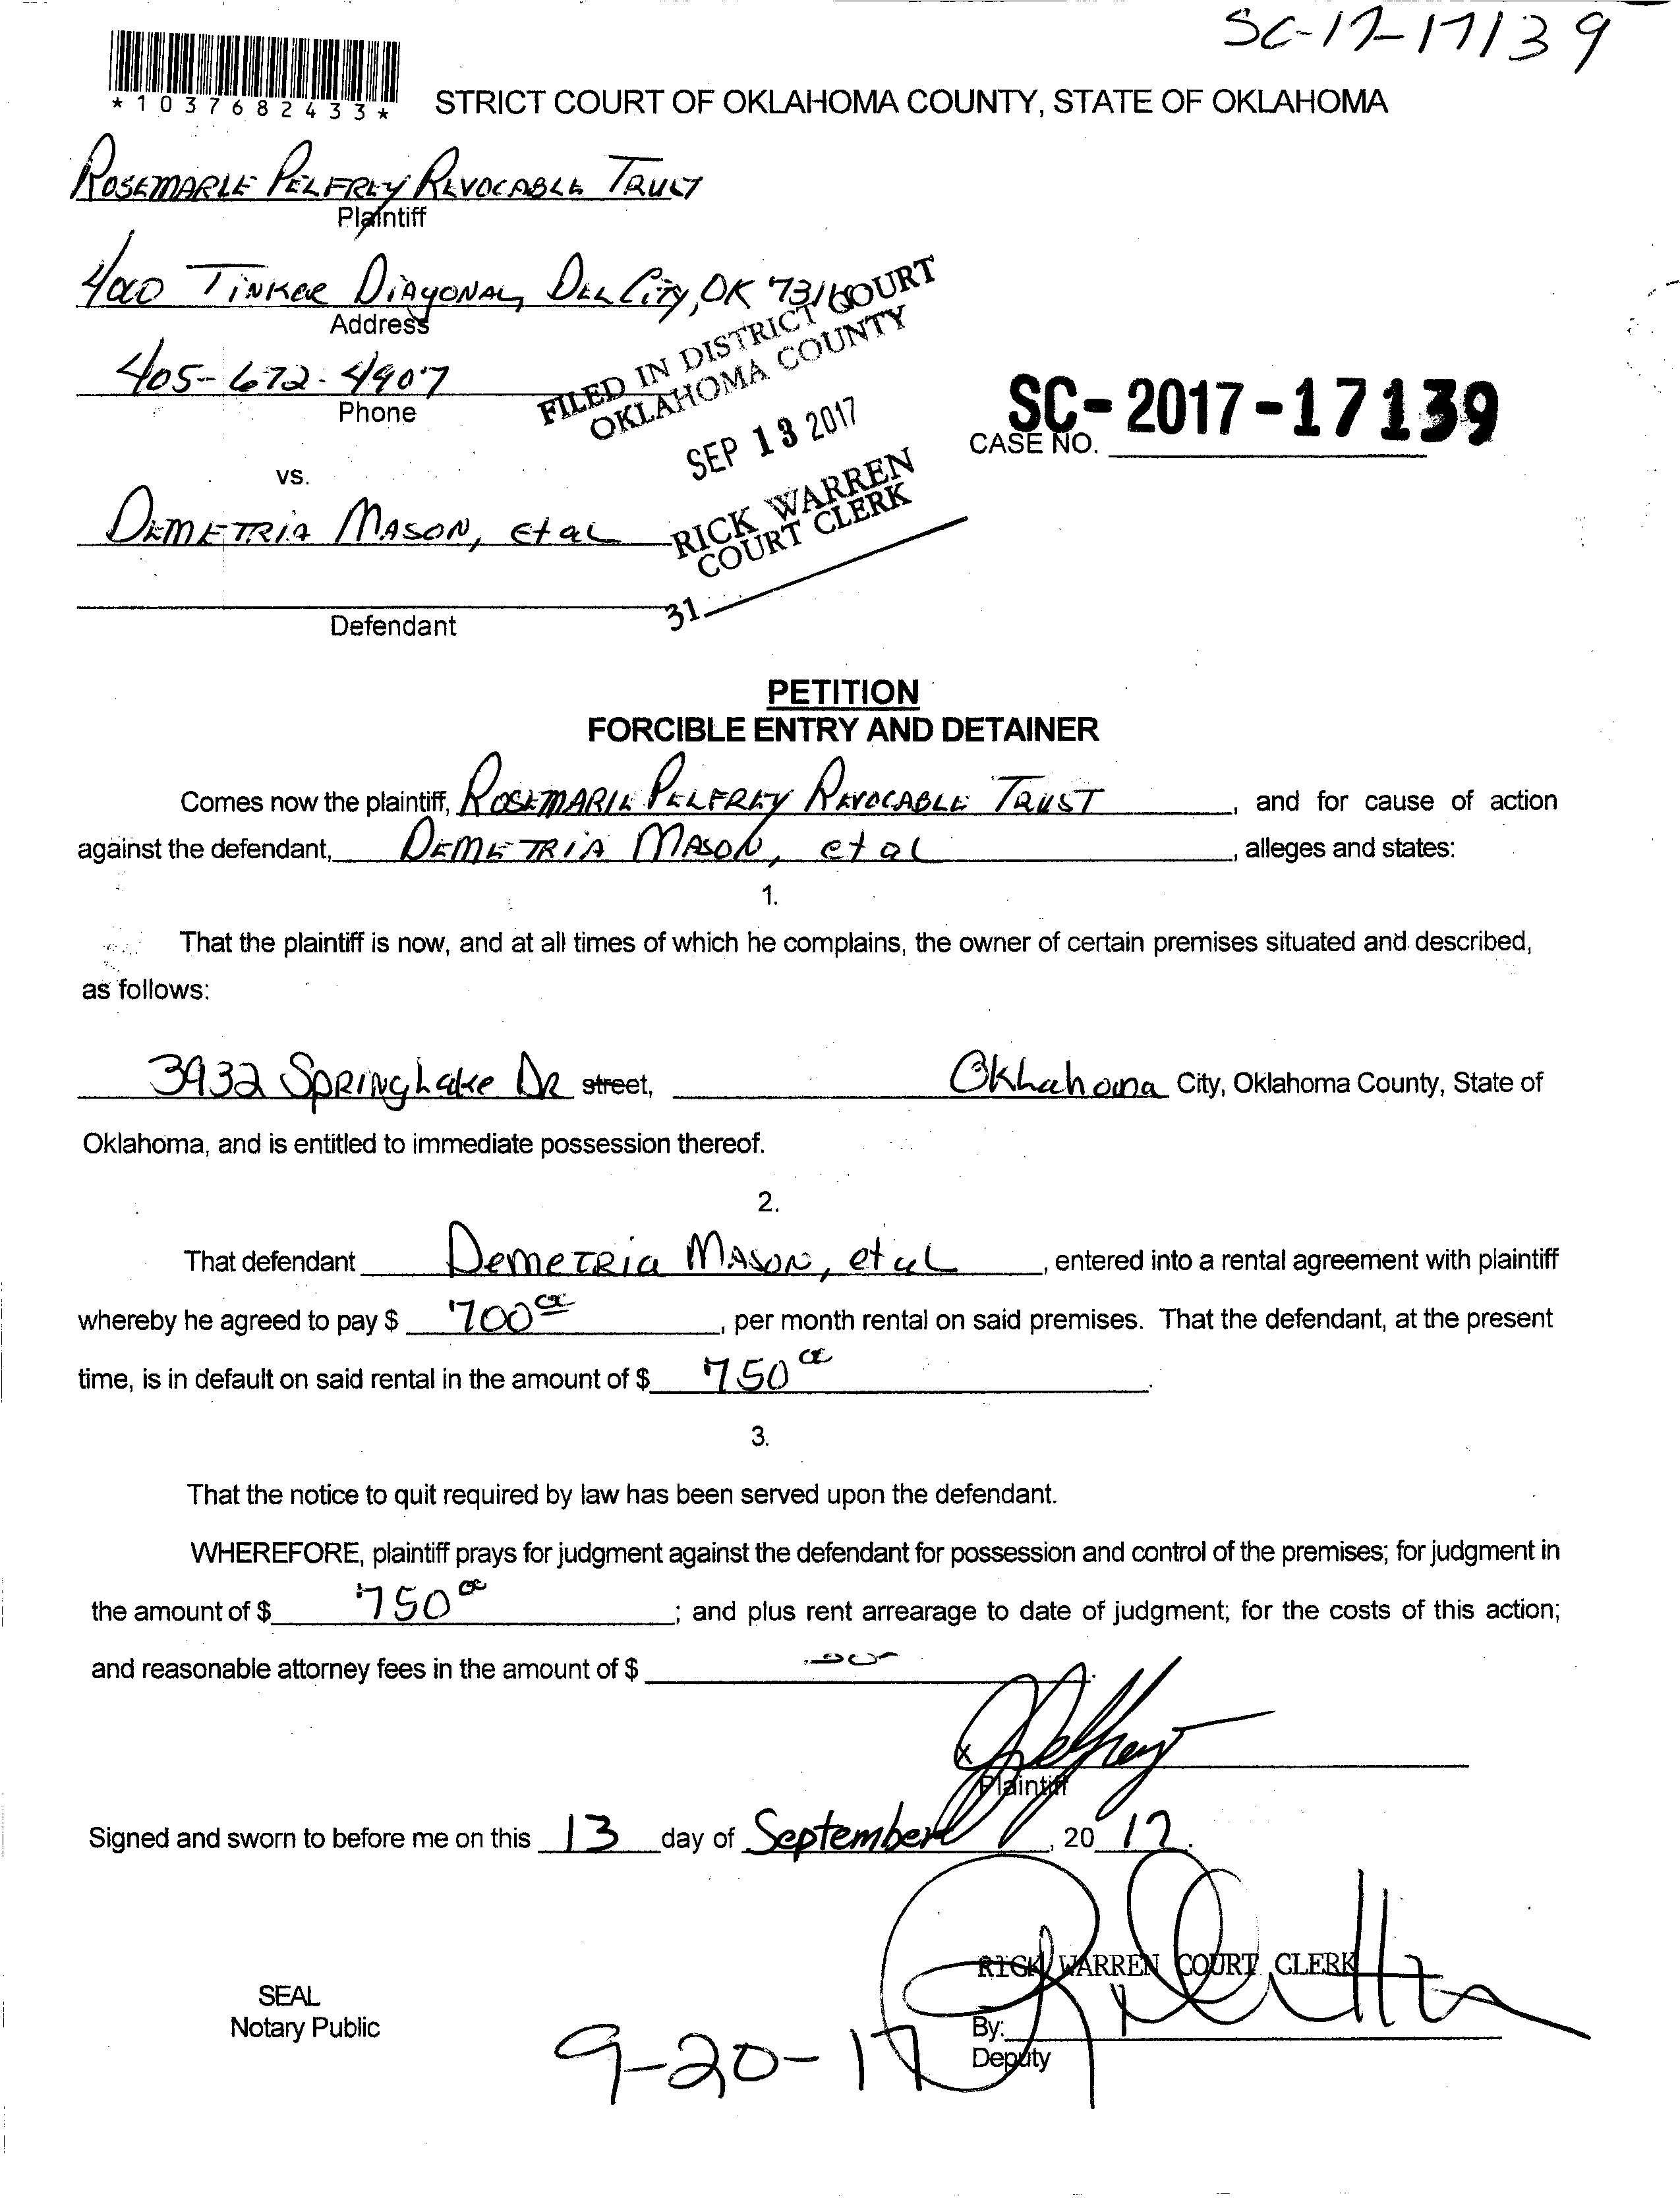 SC-17-17139
*1037682433*
STRICT COURT OF OKLAHOMA COUNTY, STATE OF OKLAHOMA
ROSEMARIE PELFREY REVOCABLE TRUST
Plaintiff
TINKER DIAGONAL, DEL CITY, OK
Address
405-672-4907
Phone
FILED IN DISTRICT COURT
OKLAHOMA COUNTY
SEP 13 2017
RICK WARREN
COURT CLERK
31
SC-2017-17139
CASE NO.
vs.
DEMETRIA MASON, et al
Defendant
PETITION
FORCIBLE ENTRY AND DETAINER
Comes now the plaintiff, ROSEMARIE PELFREY REVOCABLE TRUST, and for cause of action
against the defendant, DEMETRIA MASON, et al, alleges and states:
1.
That the plaintiff is now, and at all times of which he complains, the owner of certain premises situated and described,
as follows:
3932 SpringLake DR street, Oklahoma City, Oklahoma County, State of
Oklahoma, and is entitled to immediate possession thereof.
2.
That defendant Demetria Mason, et al, entered into a rental agreement with plaintiff
whereby he agreed to pay $ 700 00, per month rental on said premises. That the defendant, at the present
time, is in default on said rental in the amount of $ 750 00.
3.
That the notice to quit required by law has been served upon the defendant.
WHEREFORE, plaintiff prays for judgment against the defendant for possession and control of the premises; for judgment in
the amount of $ 750 00; and plus rent arrearage to date of judgment; for the costs of this action;
and reasonable attorney fees in the amount of $
x
Plaintiff
Signed and sworn to before me on this 13 day of September, 20 17.
RICK WARREN COURT CLERK
SEAL
Notary Public
By:
Deputy
9-20-17